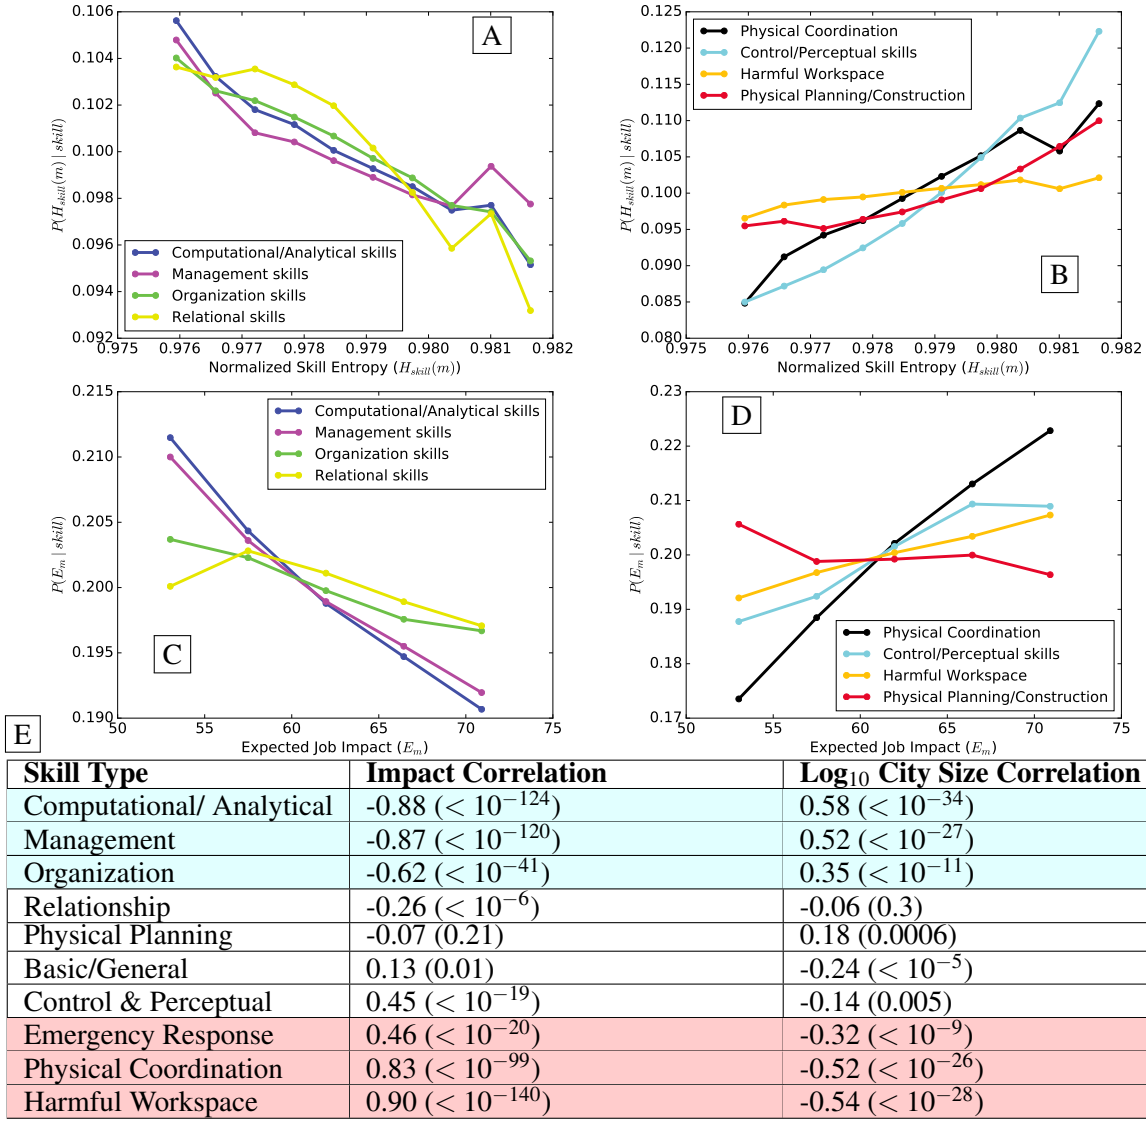 A
0.106
0.104
0.102
0.100
0.098
0.096
0.094
0.092
P(H_skill(m) | skill)
Computational/Analytical skills
Management skills
Organization skills
Relational skills
0.975 0.976 0.977 0.978 0.979 0.980 0.981 0.982
Normalized Skill Entropy (H_skill(m))
B
0.125
0.120
0.115
0.110
0.105
0.100
0.095
0.090
0.085
0.080
P(H_skill(m) | skill)
Physical Coordination
Control/Perceptual skills
Harmful Workspace
Physical Planning/Construction
0.975 0.976 0.977 0.978 0.979 0.980 0.981 0.982
Normalized Skill Entropy (H_skill(m))
C
0.215
0.210
0.205
0.200
0.195
0.190
P(E_m | skill)
Computational/Analytical skills
Management skills
Organization skills
Relational skills
50 55 60 65 70 75
Expected Job Impact (E_m)
D
0.23
0.22
0.21
0.20
0.19
0.18
0.17
P(E_m | skill)
Physical Coordination
Control/Perceptual skills
Harmful Workspace
Physical Planning/Construction
50 55 60 65 70 75
Expected Job Impact (E_m)
E
Skill Type Impact Correlation Log₁₀ City Size Correlation
Computational/ Analytical -0.88 (< 10⁻¹²⁴) 0.58 (< 10⁻³⁴)
Management -0.87 (< 10⁻¹²⁰) 0.52 (< 10⁻²⁷)
Organization -0.62 (< 10⁻⁴¹) 0.35 (< 10⁻¹¹)
Relationship -0.26 (< 10⁻⁶) -0.06 (0.3)
Physical Planning -0.07 (0.21) 0.18 (0.0006)
Basic/General 0.13 (0.01) -0.24 (< 10⁻⁵)
Control & Perceptual 0.45 (< 10⁻¹⁹) -0.14 (0.005)
Emergency Response 0.46 (< 10⁻²⁰) -0.32 (< 10⁻⁹)
Physical Coordination 0.83 (< 10⁻⁹⁹) -0.52 (< 10⁻²⁶)
Harmful Workspace 0.90 (< 10⁻¹⁴⁰) -0.54 (< 10⁻²⁸)